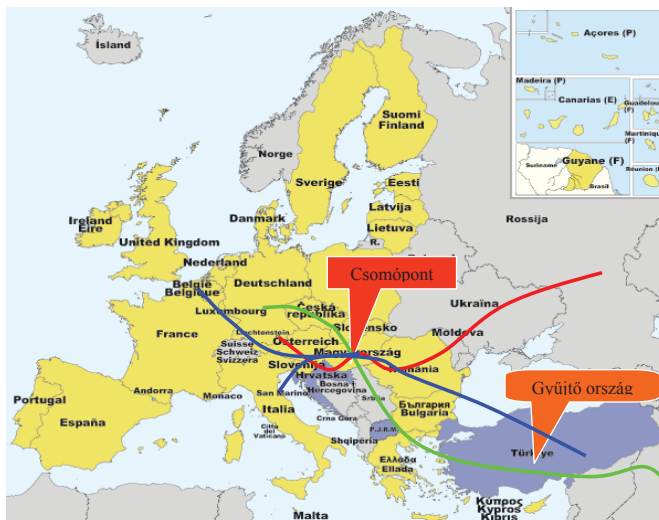 Ísland
Açores (P)
Madeira (P)
Canarias (E)
Guadeloupe
(F)
Martinique
(F)
Suriname
Guyane (F)
Brasil
Réunion (F)
Suomi
Finland
Norge
Sverige
Eesti
Latvija
Lietuva
R.
Rossija
Danmark
Ireland
Éire
United Kingdom
Nederland
België
Belgique
Deutschland
Luxembourg
Česká
republika
Slovensko
Csomópont
Ukraïna
Moldova
France
Liechtenstein
Österreich
Suisse
Schweiz
Svizzera
Magyarország
Slovenija
Hrvatska
România
Bosna i
Hercegovina
Srbija
San Marino
Monaco
Andorra
Portugal
España
Italia
Città
del
Vaticano
Crna Gora
България
Bulgaria
P.J.R.M.
Shqipëria
Ελλάδα
Ellada
Gyűjtő ország
Türkiye
Κύπρος
Kypros
Kibris
Malta